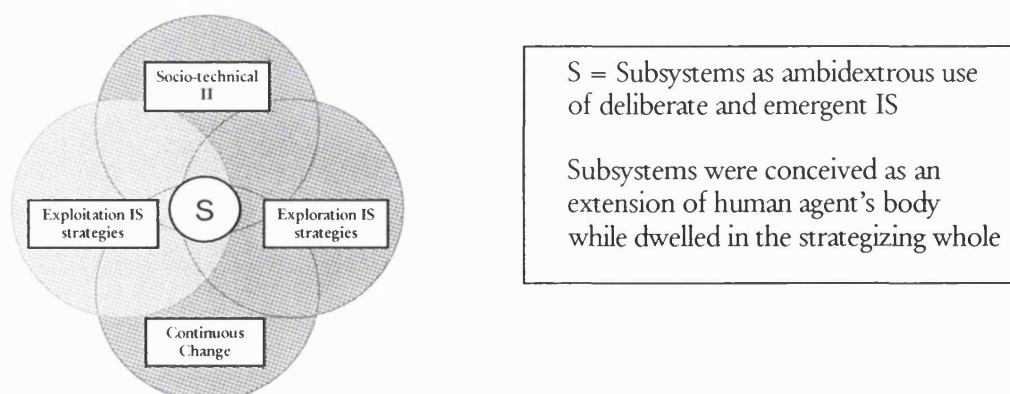 Socio-technical
II
Exploitation IS
strategies
S
Exploration IS
strategies
Continuous
Change
S = Subsystems as ambidextrous use
of deliberate and emergent IS
Subsystems were conceived as an
extension of human agent's body
while dwelled in the strategizing whole